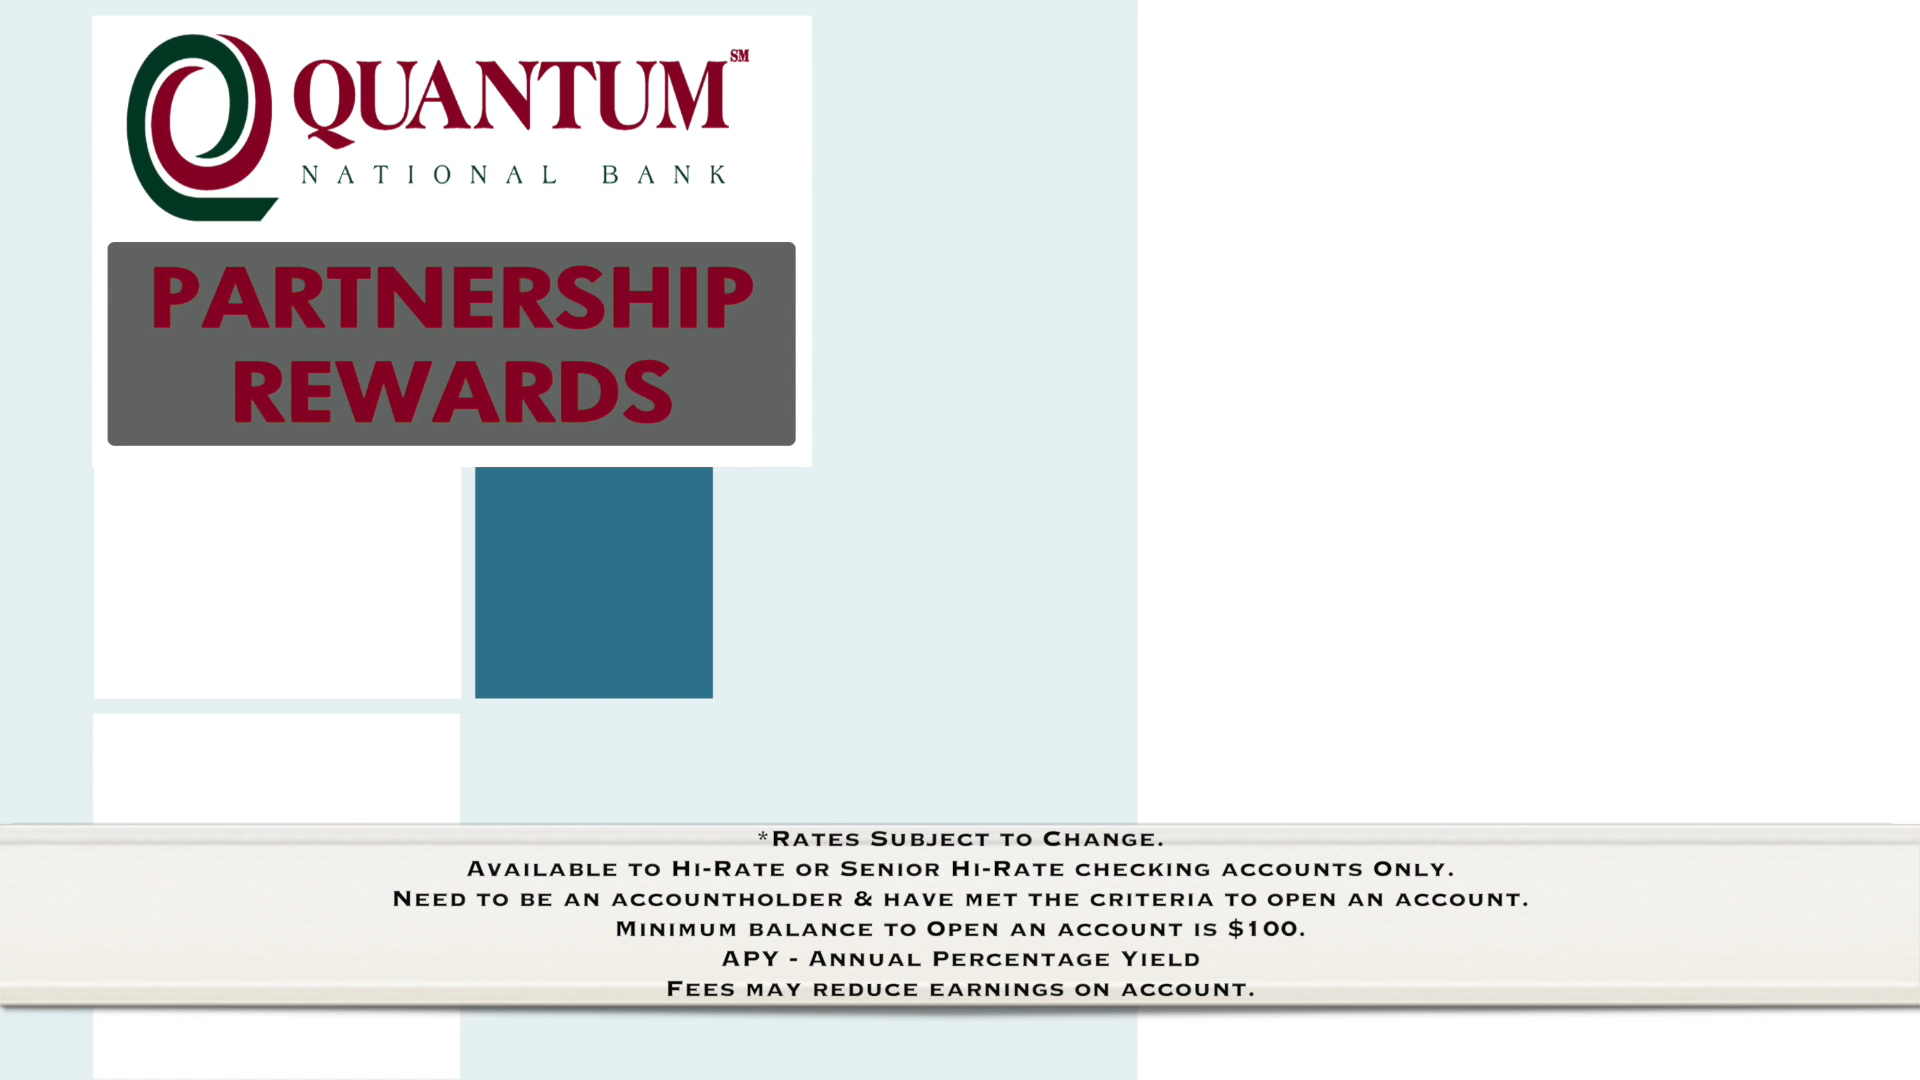 QUANTUM SM
NATIONAL BANK
PARTNERSHIP
REWARDS
*Rates Subject to Change.
Available to Hi-Rate or Senior Hi-Rate checking accounts Only.
Need to be an accountholder & have met the criteria to open an account.
Minimum balance to Open an account is $100.
APY - Annual Percentage Yield
Fees may reduce earnings on account.